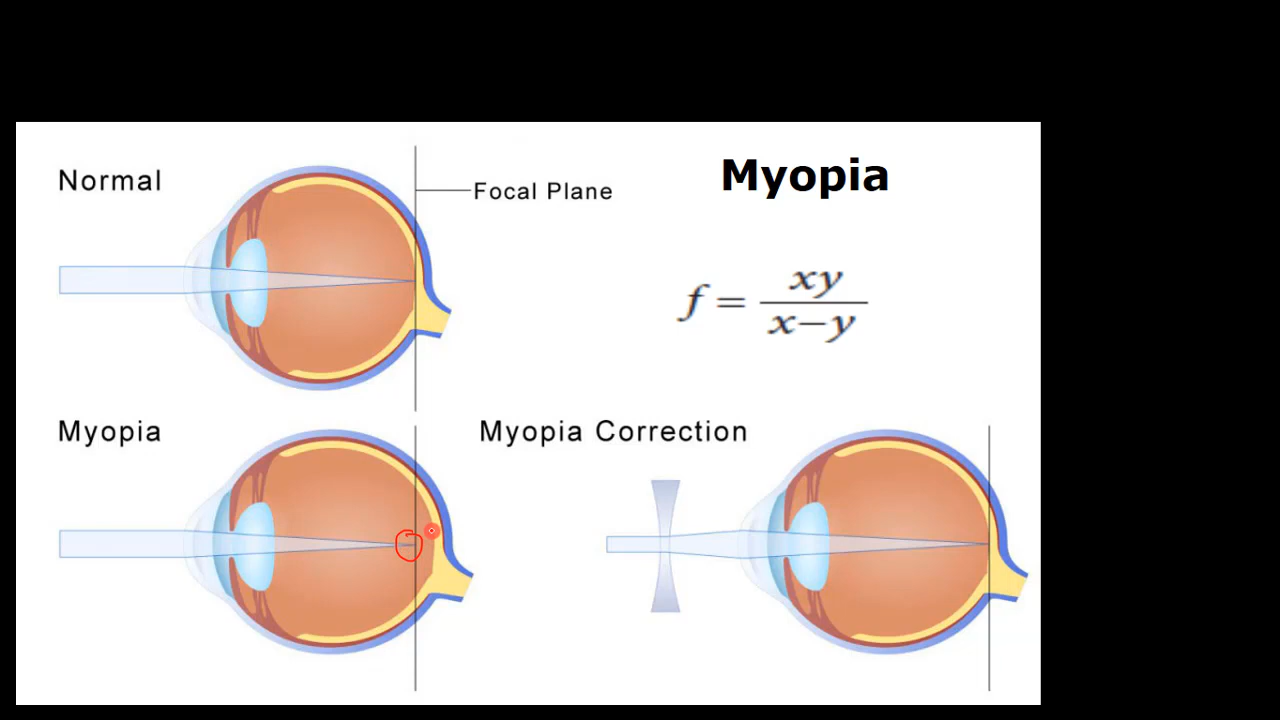 Normal
Focal Plane
Myopia
f = xy / x−y
Myopia
Myopia Correction